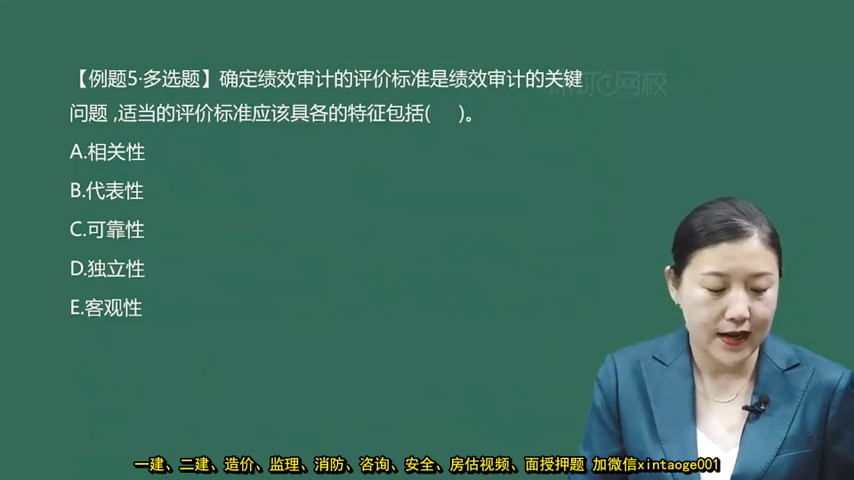 【例题5·多选题】确定绩效审计的评价标准是绩效审计的关键
问题 ,适当的评价标准应该具各的特征包括(     )。
A.相关性
B.代表性
C.可靠性
D.独立性
E.客观性
一建、二建、造价、监理、消防、咨询、安全、房估视频、面授押题 加微信xintaoge001